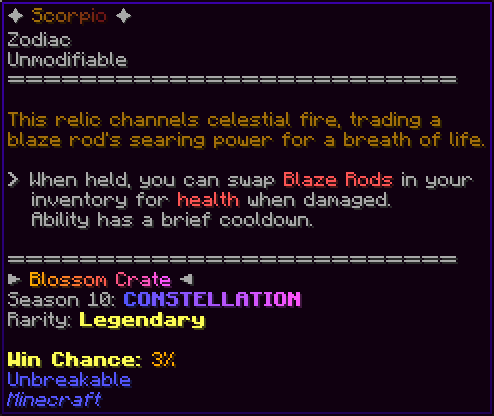 ✦ Scorpio ✦
Zodiac
Unmodifiable
==========================
This relic channels celestial fire, trading a
blaze rod's searing power for a breath of life.
> When held, you can swap Blaze Rods in your
inventory for health when damaged.
Ability has a brief cooldown.
==========================
► Blossom Crate ◄
Season 10: CONSTELLATION
Rarity: Legendary
Win Chance: 3%
Unbreakable
Minecraft